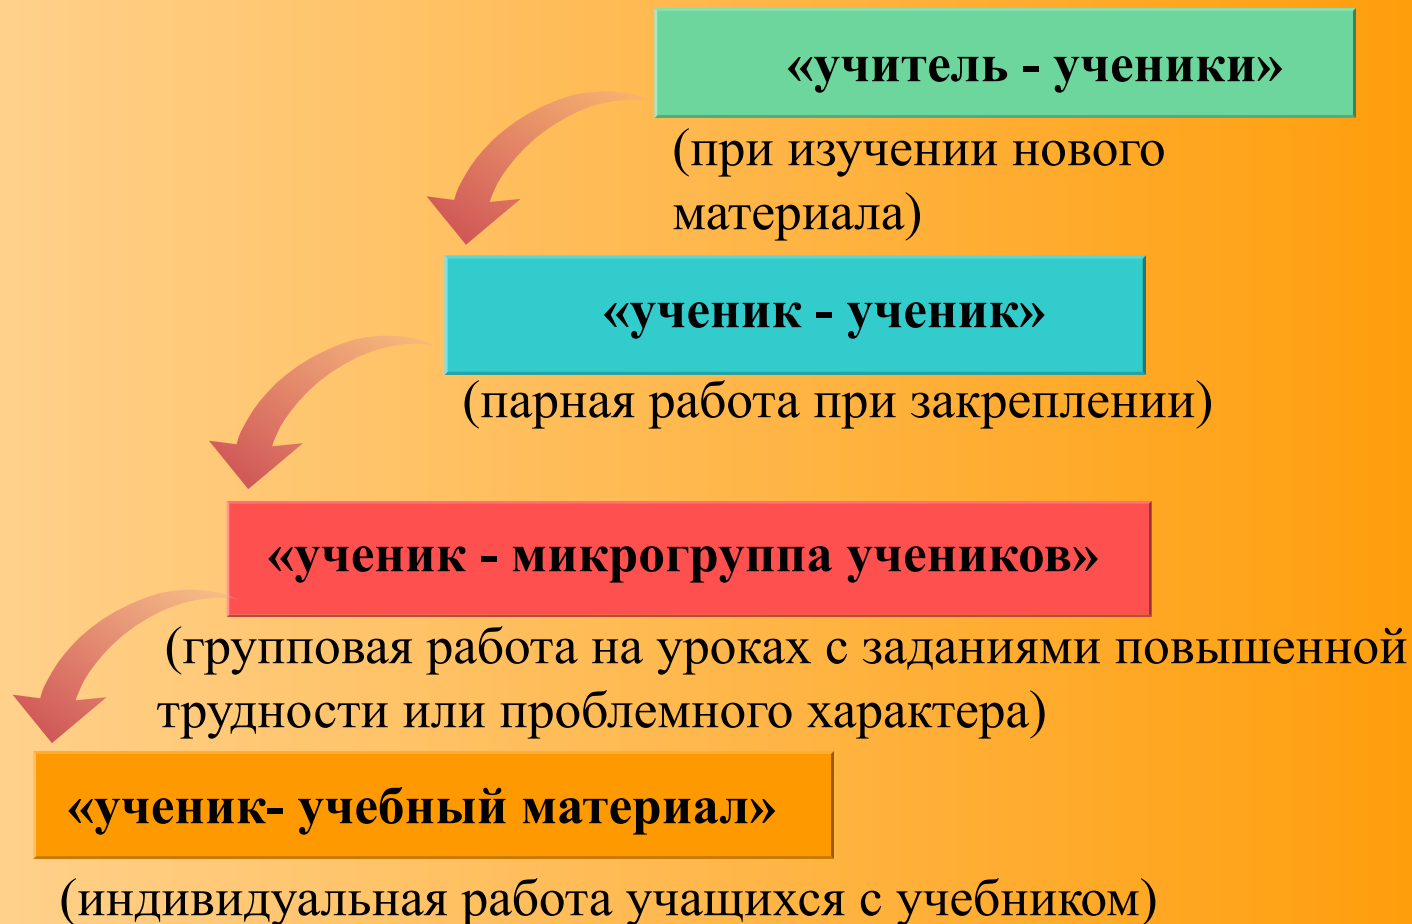 «учитель - ученики»
(при изучении нового
материала)
«ученик - ученик»
(парная работа при закреплении)
«ученик - микрогруппа учеников»
(групповая работа на уроках с заданиями повышенной
трудности или проблемного характера)
«ученик- учебный материал»
(индивидуальная работа учащихся с учебником)